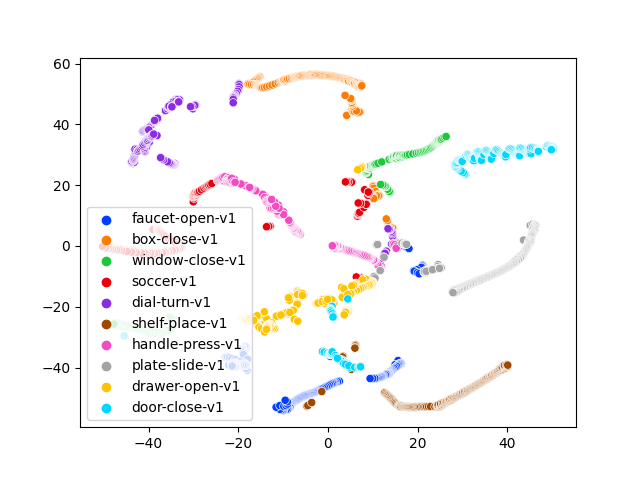 60
40
20
0
−20
−40
−40
−20
0
20
40
faucet-open-v1
box-close-v1
window-close-v1
soccer-v1
dial-turn-v1
shelf-place-v1
handle-press-v1
plate-slide-v1
drawer-open-v1
door-close-v1